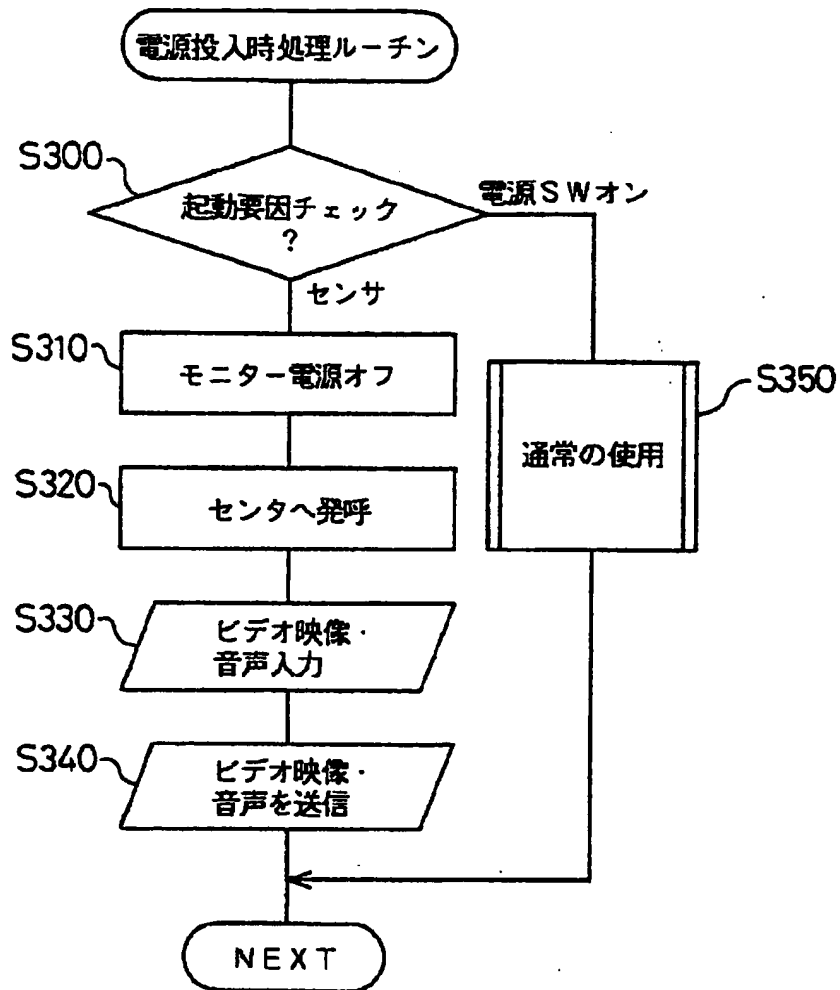 電源投入時処理ルーチン
S300
起動要因チェック
?
電源SWオン
センサ
S310
モニター電源オフ
S350
通常の使用
S320
センタへ発呼
S330
ビデオ映像・
音声入力
S340
ビデオ映像・
音声を送信
NEXT